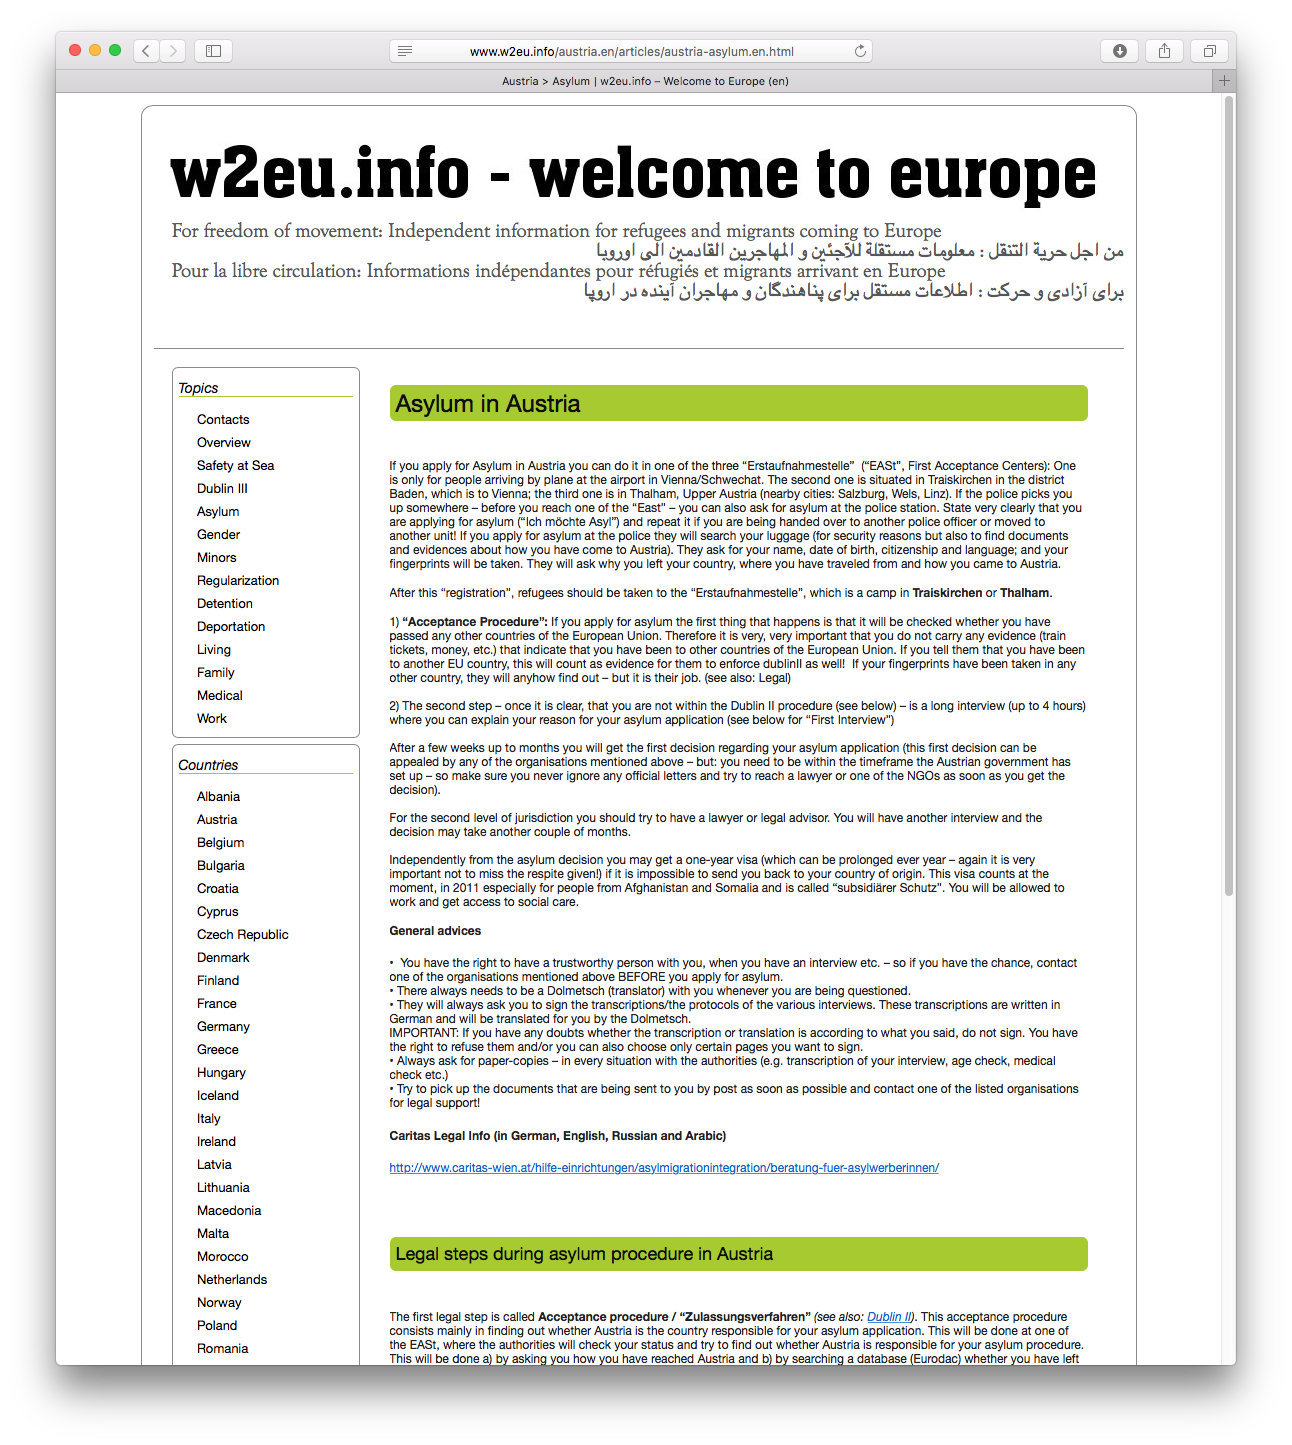 www.w2eu.info/austria.en/articles/austria-asylum.en.html
Austria > Asylum | w2eu.info – Welcome to Europe (en)
w2eu.info - welcome to europe
For freedom of movement: Independent information for refugees and migrants coming to Europe
من اجل حرية التنقل : معلومات مستقلة للآجئين و المهاجرين القادمين الى اوروبا
Pour la libre circulation: Informations indépendantes pour réfugiés et migrants arrivant en Europe
برای آزادی و حرکت : اطلاعات مستقل برای پناهندگان و مهاجران آینده در اروپا
Topics
Contacts
Overview
Safety at Sea
Dublin III
Asylum
Gender
Minors
Regularization
Detention
Deportation
Living
Family
Medical
Work
Countries
Albania
Austria
Belgium
Bulgaria
Croatia
Cyprus
Czech Republic
Denmark
Finland
France
Germany
Greece
Hungary
Iceland
Italy
Ireland
Latvia
Lithuania
Macedonia
Malta
Morocco
Netherlands
Norway
Poland
Romania
Asylum in Austria
If you apply for Asylum in Austria you can do it in one of the three “Erstaufnahmestelle” (“EASt”, First Acceptance Centers): One
is only for people arriving by plane at the airport in Vienna/Schwechat. The second one is situated in Traiskirchen in the district
Baden, which is to Vienna; the third one is in Thalham, Upper Austria (nearby cities: Salzburg, Wels, Linz). If the police picks you
up somewhere – before you reach one of the “East” – you can also ask for asylum at the police station. State very clearly that you
are applying for asylum (“Ich möchte Asyl”) and repeat it if you are being handed over to another police officer or moved to
another unit! If you apply for asylum at the police they will search your luggage (for security reasons but also to find documents
and evidences about how you have come to Austria). They ask for your name, date of birth, citizenship and language; and your
fingerprints will be taken. They will ask why you left your country, where you have traveled from and how you came to Austria.
After this “registration”, refugees should be taken to the “Erstaufnahmestelle”, which is a camp in Traiskirchen or Thalham.
1) “Acceptance Procedure”: If you apply for asylum the first thing that happens is that it will be checked whether you have
passed any other countries of the European Union. Therefore it is very, very important that you do not carry any evidence (train
tickets, money, etc.) that indicate that you have been to other countries of the European Union. If you tell them that you have been
to another EU country, this will count as evidence for them to enforce dublinII as well! If your fingerprints have been taken in any
other country, they will anyhow find out – but it is their job. (see also: Legal)
2) The second step – once it is clear, that you are not within the Dublin II procedure (see below) – is a long interview (up to 4 hours)
where you can explain your reason for your asylum application (see below for “First Interview”)
After a few weeks up to months you will get the first decision regarding your asylum application (this first decision can be
appealed by any of the organisations mentioned above – but: you need to be within the timeframe the Austrian government has
set up – so make sure you never ignore any official letters and try to reach a lawyer or one of the NGOs as soon as you get the
decision).
For the second level of jurisdiction you should try to have a lawyer or legal advisor. You will have another interview and the
decision may take another couple of months.
Independently from the asylum decision you may get a one-year visa (which can be prolonged ever year – again it is very
important not to miss the respite given!) if it is impossible to send you back to your country of origin. This visa counts at the
moment, in 2011 especially for people from Afghanistan and Somalia and is called “subsidiärer Schutz”. You will be allowed to
work and get access to social care.
General advices
• You have the right to have a trustworthy person with you, when you have an interview etc. – so if you have the chance, contact
one of the organisations mentioned above BEFORE you apply for asylum.
• There always needs to be a Dolmetsch (translator) with you whenever you are being questioned.
• They will always ask you to sign the transcriptions/the protocols of the various interviews. These transcriptions are written in
German and will be translated for you by the Dolmetsch.
IMPORTANT: If you have any doubts whether the transcription or translation is according to what you said, do not sign. You have
the right to refuse them and/or you can also choose only certain pages you want to sign.
• Always ask for paper-copies – in every situation with the authorities (e.g. transcription of your interview, age check, medical
check etc.)
• Try to pick up the documents that are being sent to you by post as soon as possible and contact one of the listed organisations
for legal support!
Caritas Legal Info (in German, English, Russian and Arabic)
http://www.caritas-wien.at/hilfe-einrichtungen/asylmigrationintegration/beratung-fuer-asylwerberinnen/
Legal steps during asylum procedure in Austria
The first legal step is called Acceptance procedure / “Zulassungsverfahren” (see also: Dublin II). This acceptance procedure
consists mainly in finding out whether Austria is the country responsible for your asylum application. This will be done at one of
the EASt, where the authorities will check your status and try to find out whether Austria is responsible for your asylum procedure.
This will be done a) by asking you how you have reached Austria and b) by searching a database (Eurodac) whether you have left